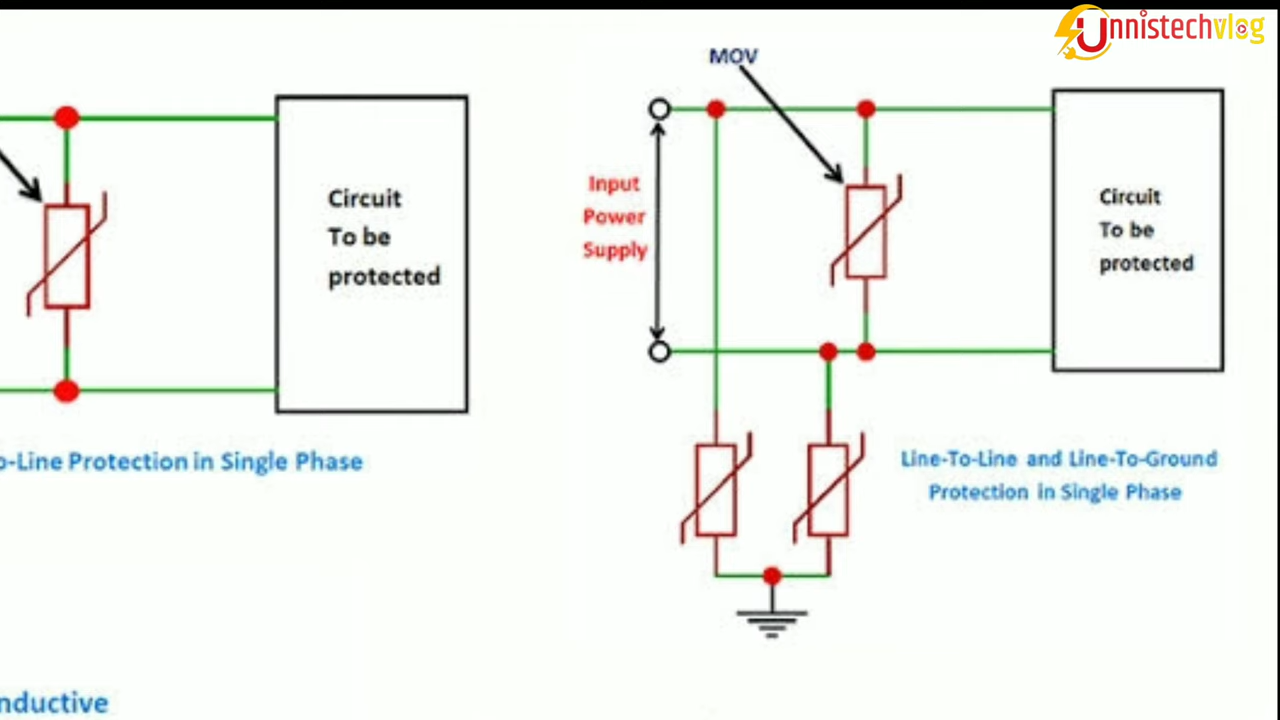 Unnistechvlog
MOV
Circuit
To be
protected
Input
Power
Supply
Circuit
To be
protected
o-Line Protection in Single Phase
Line-To-Line and Line-To-Ground
Protection in Single Phase
nductive